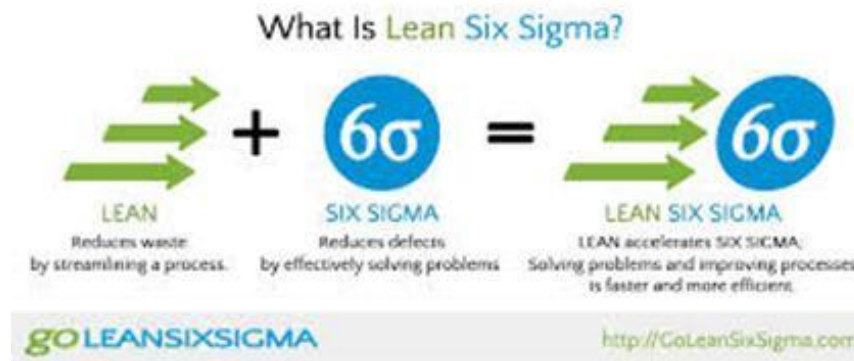 What Is Lean Six Sigma?
+
6σ
=
6σ
LEAN
Reduces waste
by streamlining a process.
SIX SIGMA
Reduces defects
by effectively solving problems
LEAN SIX SIGMA
LEAN accelerates SIX SIGMA;
Solving problems and improving processes
is faster and more efficient
goLEANSIXSIGMA
http://GoLeanSixSigma.com